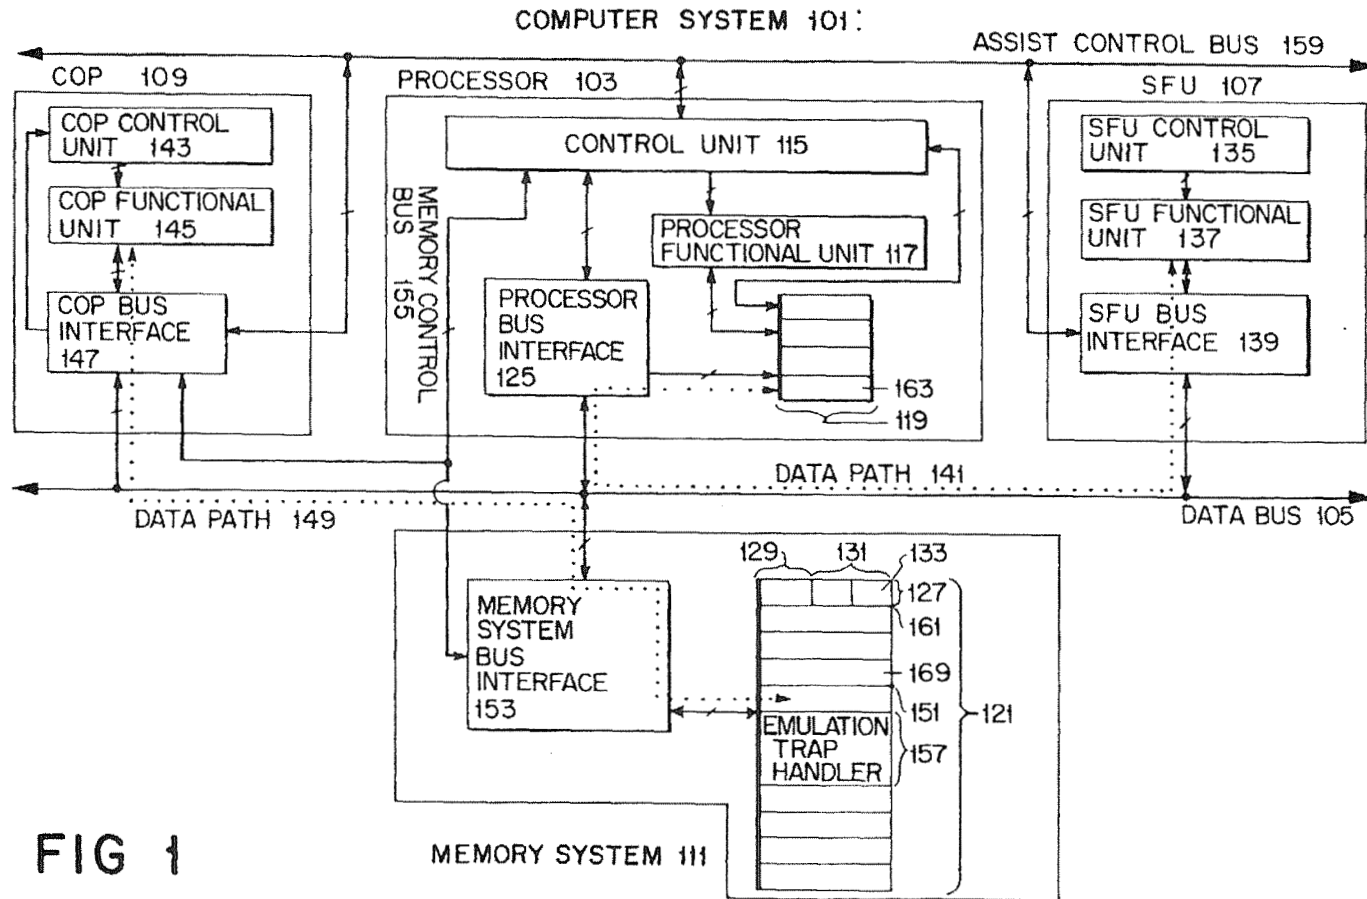 COMPUTER SYSTEM 101:
ASSIST CONTROL BUS 159
COP 109
PROCESSOR 103
SFU 107
COP CONTROL
UNIT 143
COP FUNCTIONAL
UNIT 145
COP BUS
INTERFACE
147
MEMORY CONTROL
BUS 155
CONTROL UNIT 115
PROCESSOR
FUNCTIONAL UNIT 117
PROCESSOR
BUS
INTERFACE
125
163
119
SFU CONTROL
UNIT 135
SFU FUNCTIONAL
UNIT 137
SFU BUS
INTERFACE 139
DATA PATH 141
DATA PATH 149
DATA BUS 105
MEMORY
SYSTEM
BUS
INTERFACE
153
129
131
133
127
161
169
151
121
EMULATION
TRAP
HANDLER
157
MEMORY SYSTEM 111
FIG 1